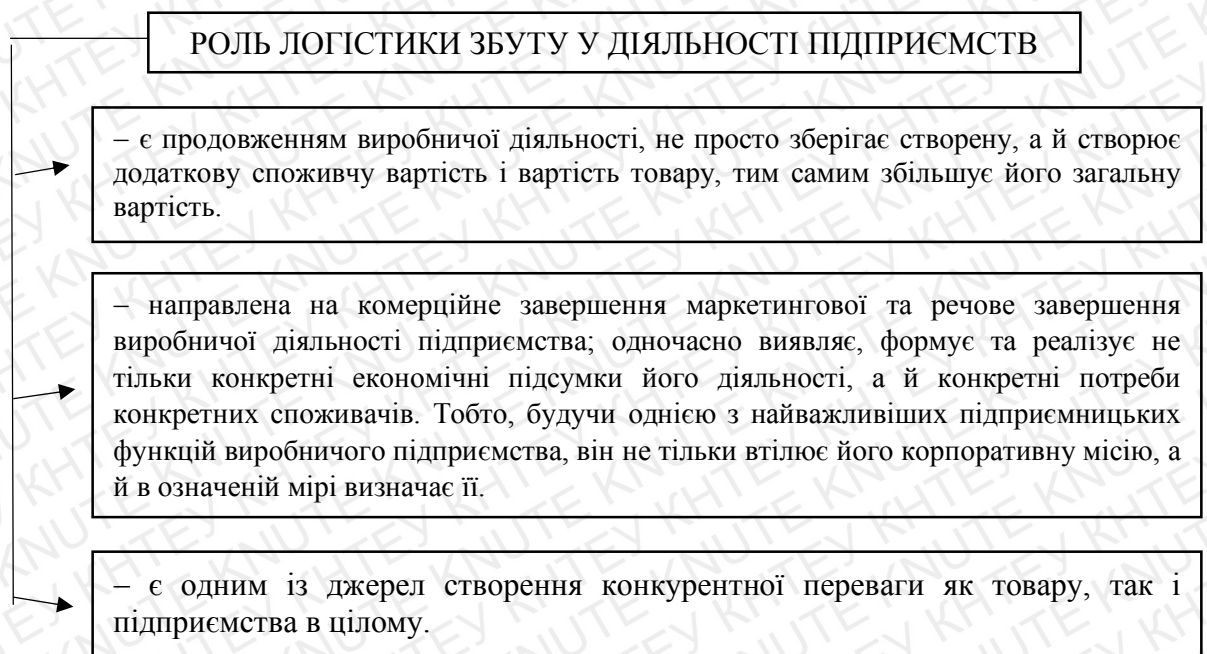 РОЛЬ ЛОГІСТИКИ ЗБУТУ У ДІЯЛЬНОСТІ ПІДПРИЄМСТВ
– є продовженням виробничої діяльності, не просто зберігає створену, а й створює
додаткову споживчу вартість і вартість товару, тим самим збільшує його загальну
вартість.
– направлена на комерційне завершення маркетингової та речове завершення
виробничої діяльності підприємства; одночасно виявляє, формує та реалізує не
тільки конкретні економічні підсумки його діяльності, а й конкретні потреби
конкретних споживачів. Тобто, будучи однією з найважливіших підприємницьких
функцій виробничого підприємства, він не тільки втілює його корпоративну місію, а
й в означеній мірі визначає її.
– є одним із джерел створення конкурентної переваги як товару, так і
підприємства в цілому.